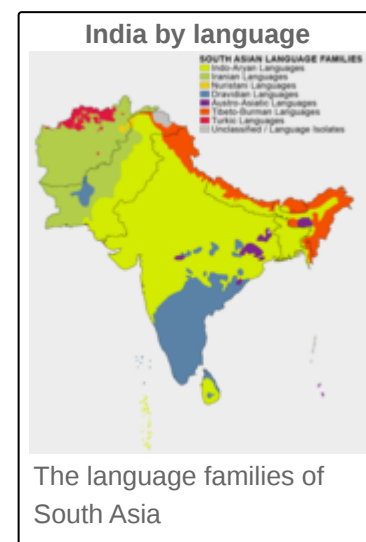 India by language
SOUTH ASIAN LANGUAGE FAMILIES
Indo-Aryan Languages
Iranian Languages
Nuristani Languages
Dravidian Languages
Austro-Asiatic Languages
Tibeto-Burman Languages
Turkic Languages
Unclassified / Language Isolates
The language families of
South Asia